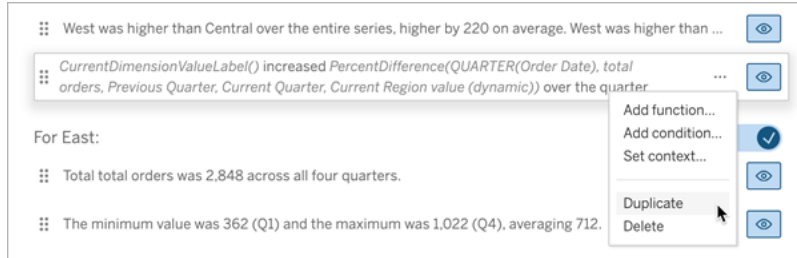 West was higher than Central over the entire series, higher by 220 on average. West was higher than ...
CurrentDimensionValueLabel() increased PercentDifference(QUARTER(Order Date), total
orders, Previous Quarter, Current Quarter, Current Region value (dynamic)) over the quarter
...
Add function...
Add condition...
Set context...
For East:
Total total orders was 2,848 across all four quarters.
Duplicate
The minimum value was 362 (Q1) and the maximum was 1,022 (Q4), averaging 712.
Delete